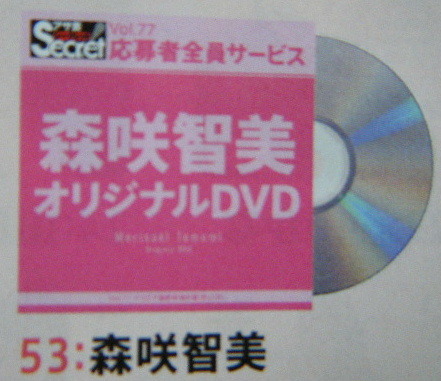 アサ芸
Secret
Vol.77
応募者全員サービス
森咲智美
オリジナルDVD
Morisaki Tomomi
53:森咲智美